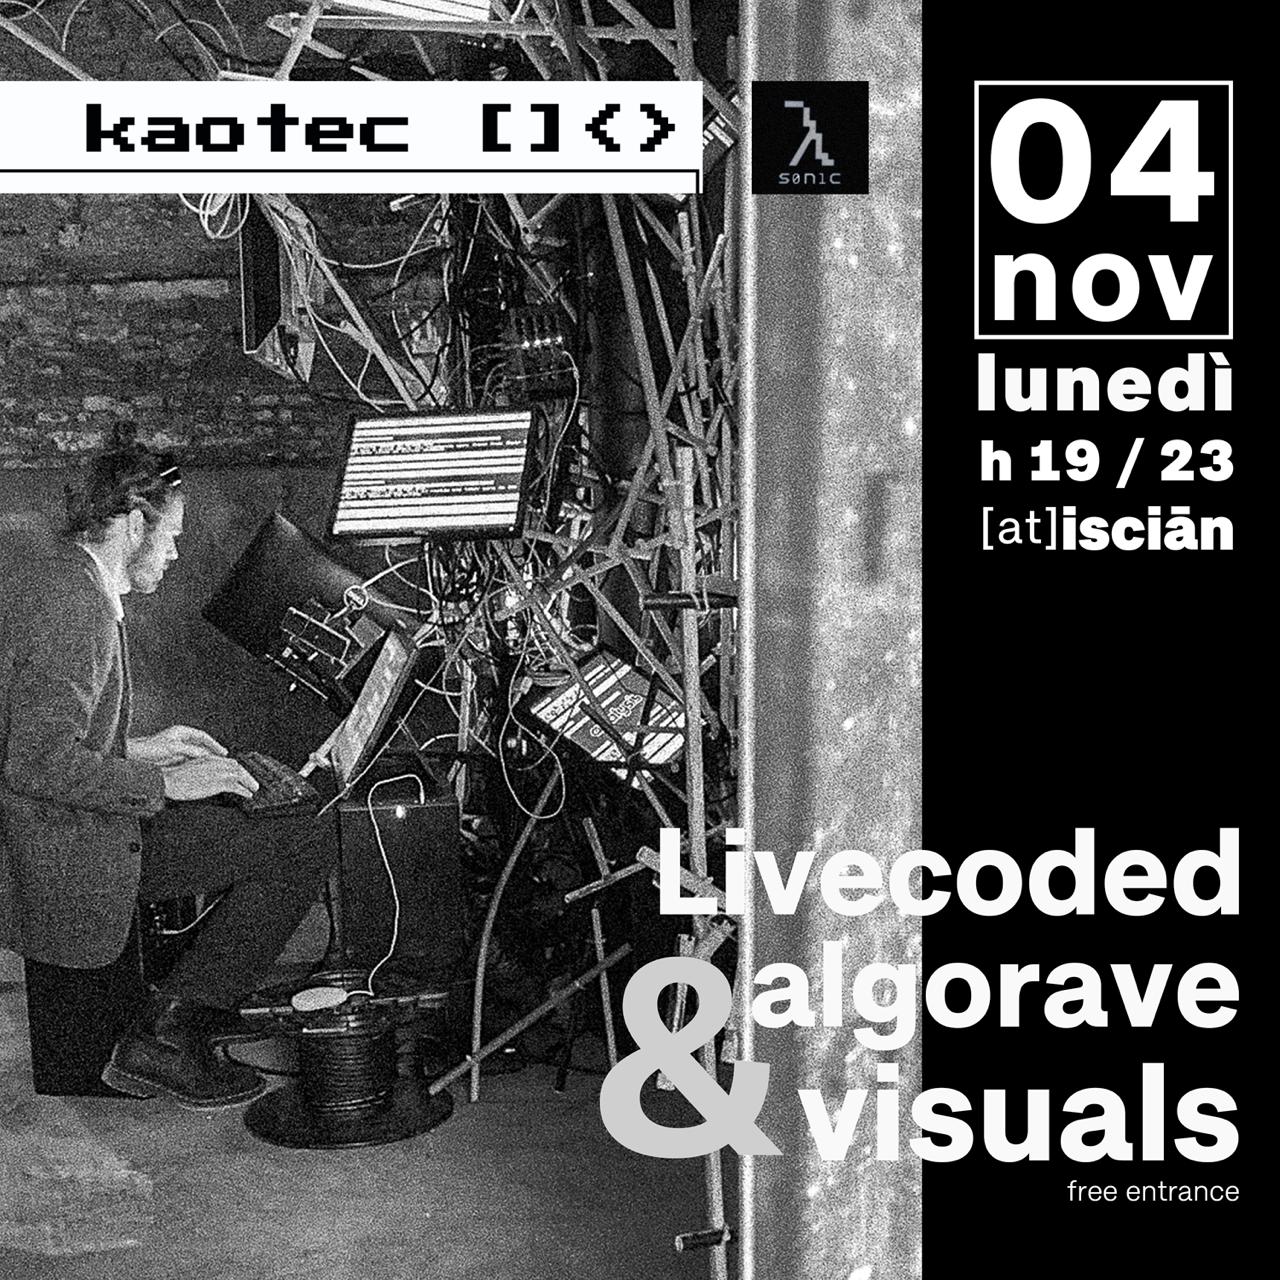 kaotec []<>
λ
s0n1c
04
nov
lunedì
h 19 / 23
[at]isciān
Livecoded
algorave
& visuals
free entrance